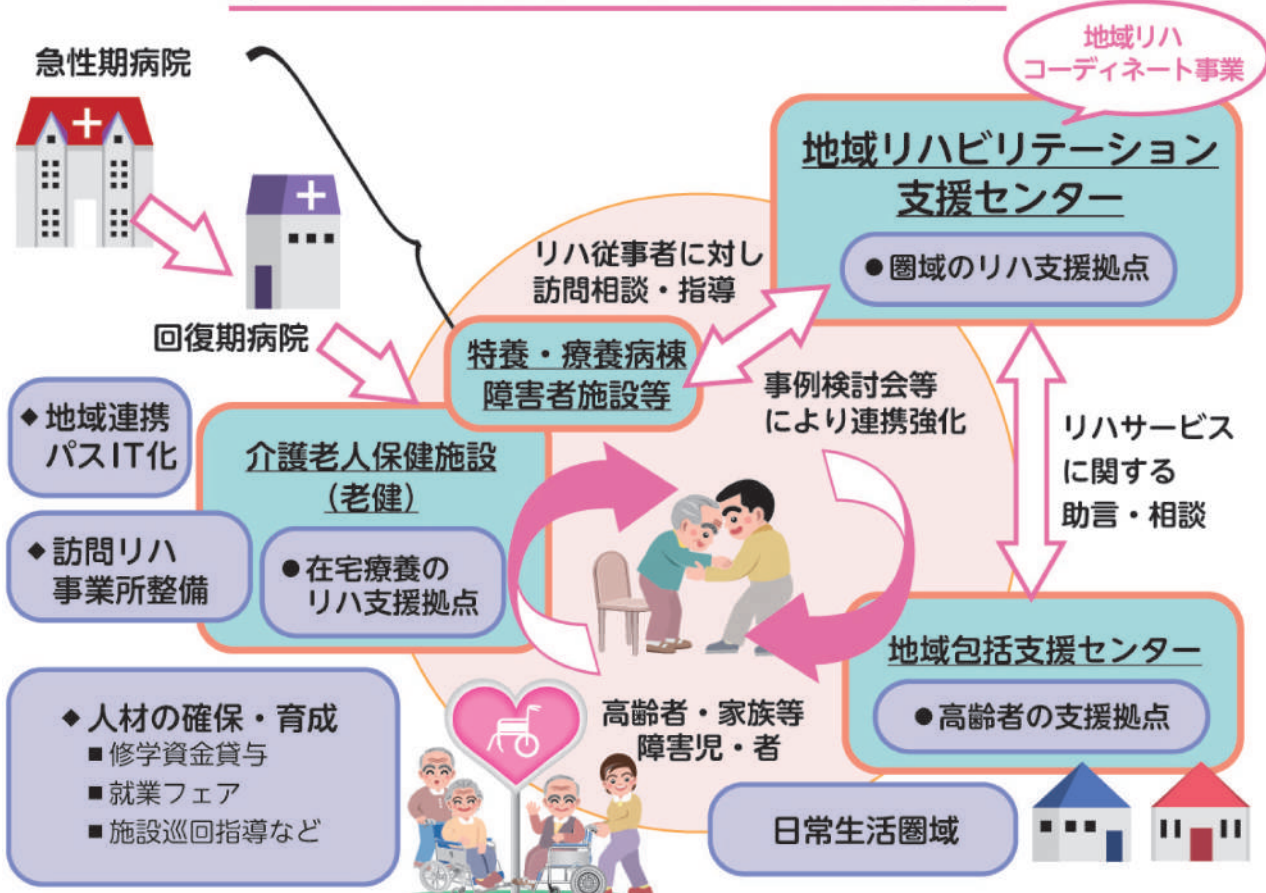 急性期病院
地域リハ
コーディネート事業
地域リハビリテーション
支援センター
●圏域のリハ支援拠点
リハ従事者に対し
訪問相談・指導
回復期病院
特養・療養病棟
障害者施設等
事例検討会等
により連携強化
リハサービス
に関する
助言・相談
◆地域連携
パスIT化
介護老人保健施設
(老健)
◆訪問リハ
事業所整備
●在宅療養の
リハ支援拠点
地域包括支援センター
●高齢者の支援拠点
◆人材の確保・育成
■修学資金貸与
■就業フェア
■施設巡回指導など
高齢者・家族等
障害児・者
日常生活圏域